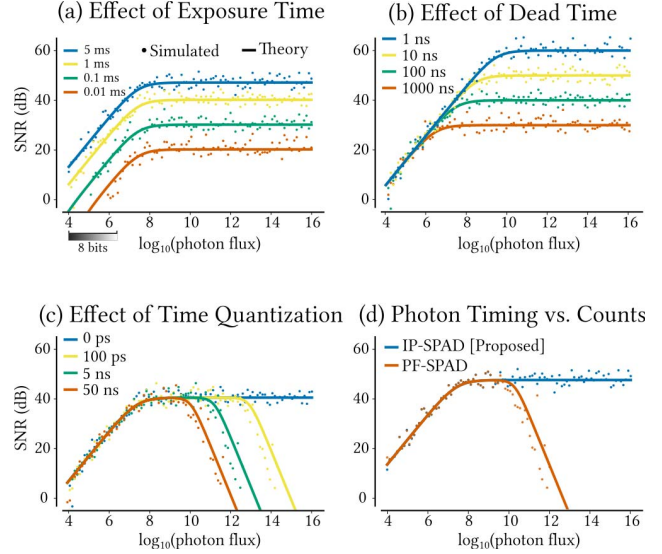 (a) Effect of Exposure Time
60
40
20
0
SNR (dB)
5 ms
1 ms
0.1 ms
0.01 ms
Simulated
Theory
4 6 8 10 12 14 16
8 bits
log10(photon flux)
(b) Effect of Dead Time
60
40
20
0
1 ns
10 ns
100 ns
1000 ns
4 6 8 10 12 14 16
log10(photon flux)
(c) Effect of Time Quantization
60
40
20
0
SNR (dB)
0 ps
100 ps
5 ns
50 ns
4 6 8 10 12 14 16
log10(photon flux)
(d) Photon Timing vs. Counts
60
40
20
0
IP-SPAD [Proposed]
PF-SPAD
4 6 8 10 12 14 16
log10(photon flux)